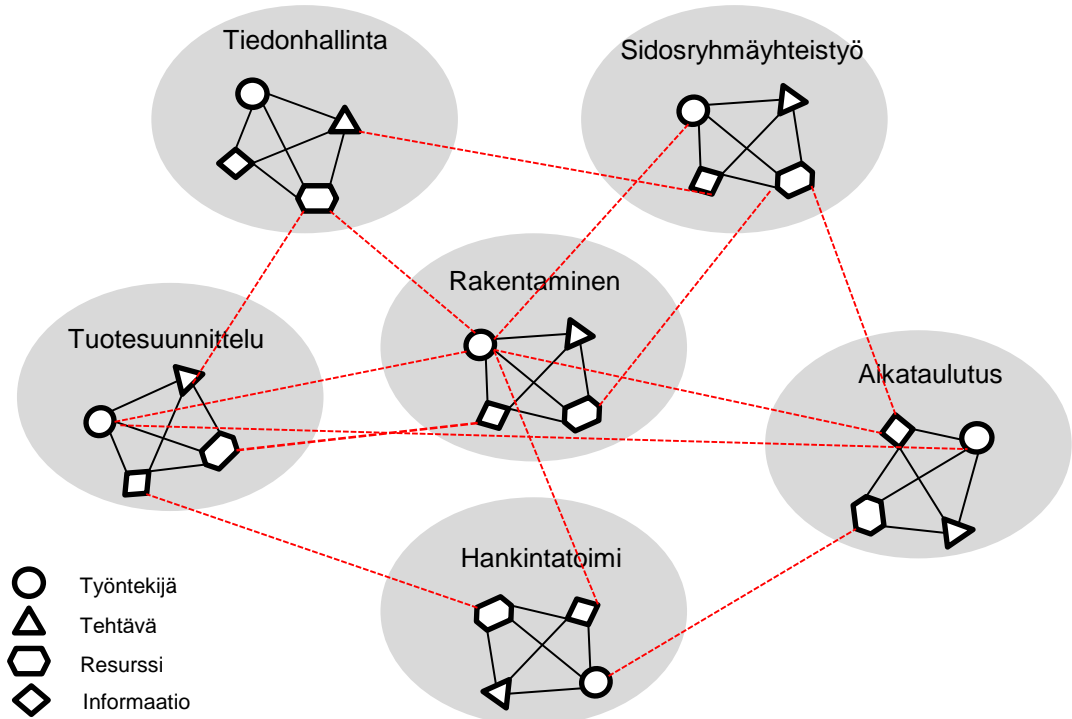 Tiedonhallinta
Sidosryhmäyhteistyö
Rakentaminen
Tuotesuunnittelu
Aikataulutus
Hankintatoimi
Työntekijä
Tehtävä
Resurssi
Informaatio